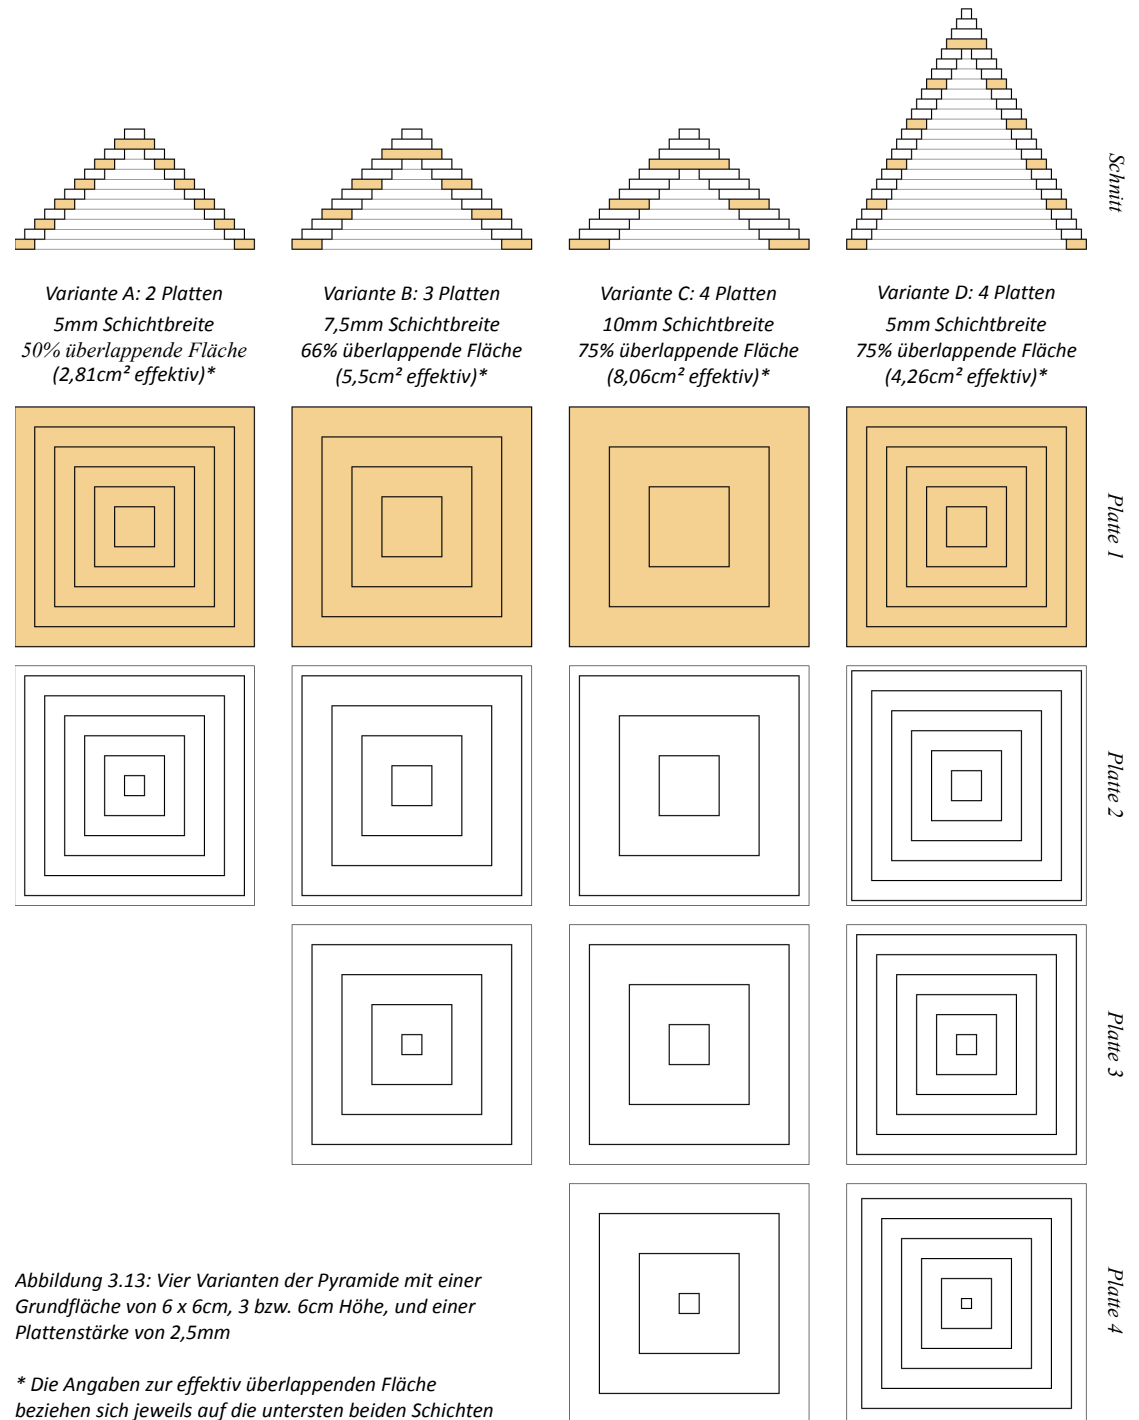 Schnitt
Variante A: 2 Platten
5mm Schichtbreite
50% überlappende Fläche
(2,81cm² effektiv)*
Variante B: 3 Platten
7,5mm Schichtbreite
66% überlappende Fläche
(5,5cm² effektiv)*
Variante C: 4 Platten
10mm Schichtbreite
75% überlappende Fläche
(8,06cm² effektiv)*
Variante D: 4 Platten
5mm Schichtbreite
75% überlappende Fläche
(4,26cm² effektiv)*
Platte 1
Platte 2
Platte 3
Platte 4
Abbildung 3.13: Vier Varianten der Pyramide mit einer
Grundfläche von 6 x 6cm, 3 bzw. 6cm Höhe, und einer
Plattenstärke von 2,5mm
* Die Angaben zur effektiv überlappenden Fläche
beziehen sich jeweils auf die untersten beiden Schichten